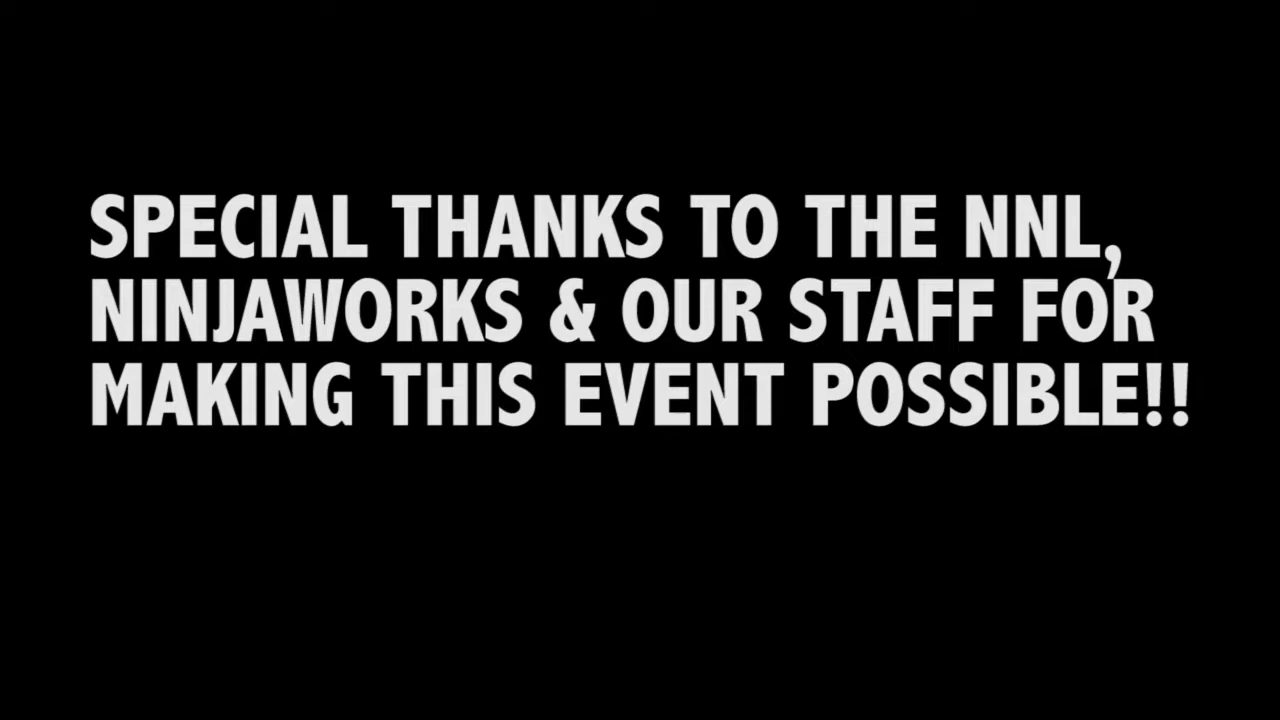 SPECIAL THANKS TO THE NNL,
NINJAWORKS & OUR STAFF FOR
MAKING THIS EVENT POSSIBLE!!